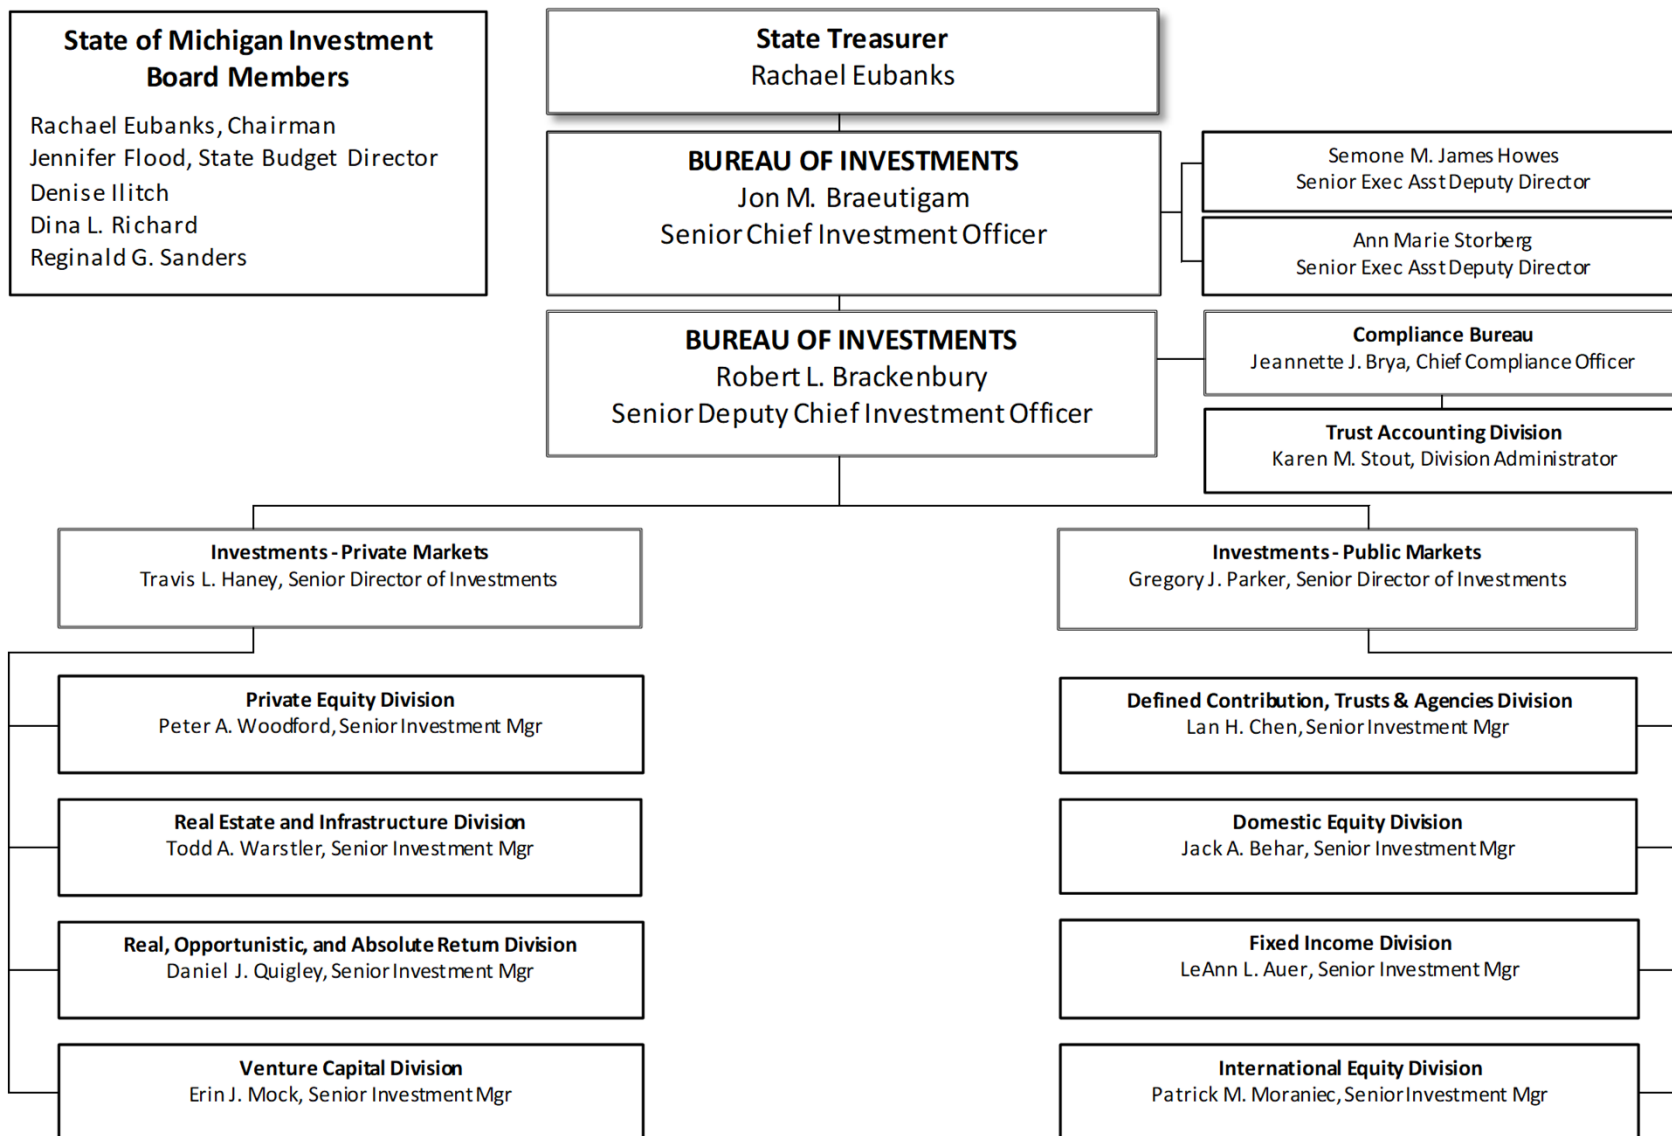 State of Michigan Investment
Board Members
Rachael Eubanks, Chairman
Jennifer Flood, State Budget Director
Denise Ilitch
Dina L. Richard
Reginald G. Sanders
State Treasurer
Rachael Eubanks
BUREAU OF INVESTMENTS
Jon M. Braeutigam
Senior Chief Investment Officer
Semone M. James Howes
Senior Exec Asst Deputy Director
Ann Marie Storberg
Senior Exec Asst Deputy Director
BUREAU OF INVESTMENTS
Robert L. Brackenbury
Senior Deputy Chief Investment Officer
Compliance Bureau
Jeannette J. Brya, Chief Compliance Officer
Trust Accounting Division
Karen M. Stout, Division Administrator
Investments - Private Markets
Travis L. Haney, Senior Director of Investments
Investments - Public Markets
Gregory J. Parker, Senior Director of Investments
Private Equity Division
Peter A. Woodford, Senior Investment Mgr
Real Estate and Infrastructure Division
Todd A. Warstler, Senior Investment Mgr
Real, Opportunistic, and Absolute Return Division
Daniel J. Quigley, Senior Investment Mgr
Venture Capital Division
Erin J. Mock, Senior Investment Mgr
Defined Contribution, Trusts & Agencies Division
Lan H. Chen, Senior Investment Mgr
Domestic Equity Division
Jack A. Behar, Senior Investment Mgr
Fixed Income Division
LeAnn L. Auer, Senior Investment Mgr
International Equity Division
Patrick M. Moraniec, Senior Investment Mgr